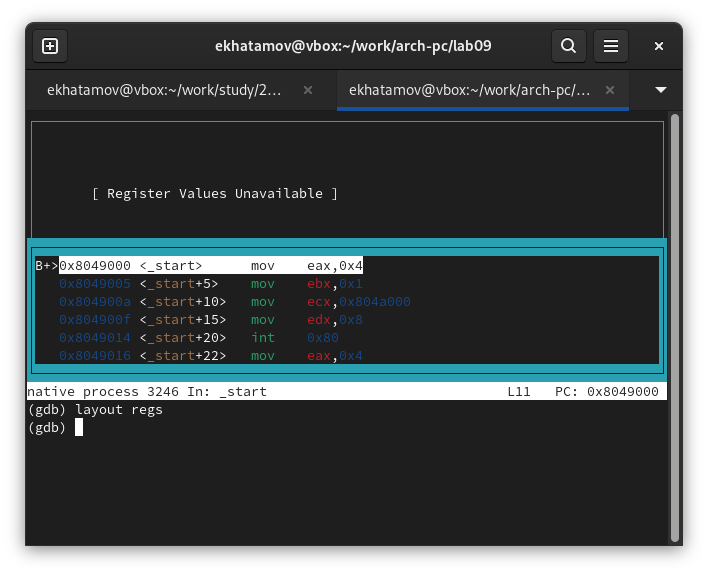 ekhatamov@vbox:~/work/arch-pc/lab09
ekhatamov@vbox:~/work/study/2... × ekhatamov@vbox:~/work/arch-pc/... ×
[ Register Values Unavailable ]
B+>0x8049000 <_start> mov eax,0x4
0x8049005 <_start+5> mov ebx,0x1
0x804900a <_start+10> mov ecx,0x804a000
0x804900f <_start+15> mov edx,0x8
0x8049014 <_start+20> int 0x80
0x8049016 <_start+22> mov eax,0x4
native process 3246 In: _start L11 PC: 0x8049000
(gdb) layout regs
(gdb)